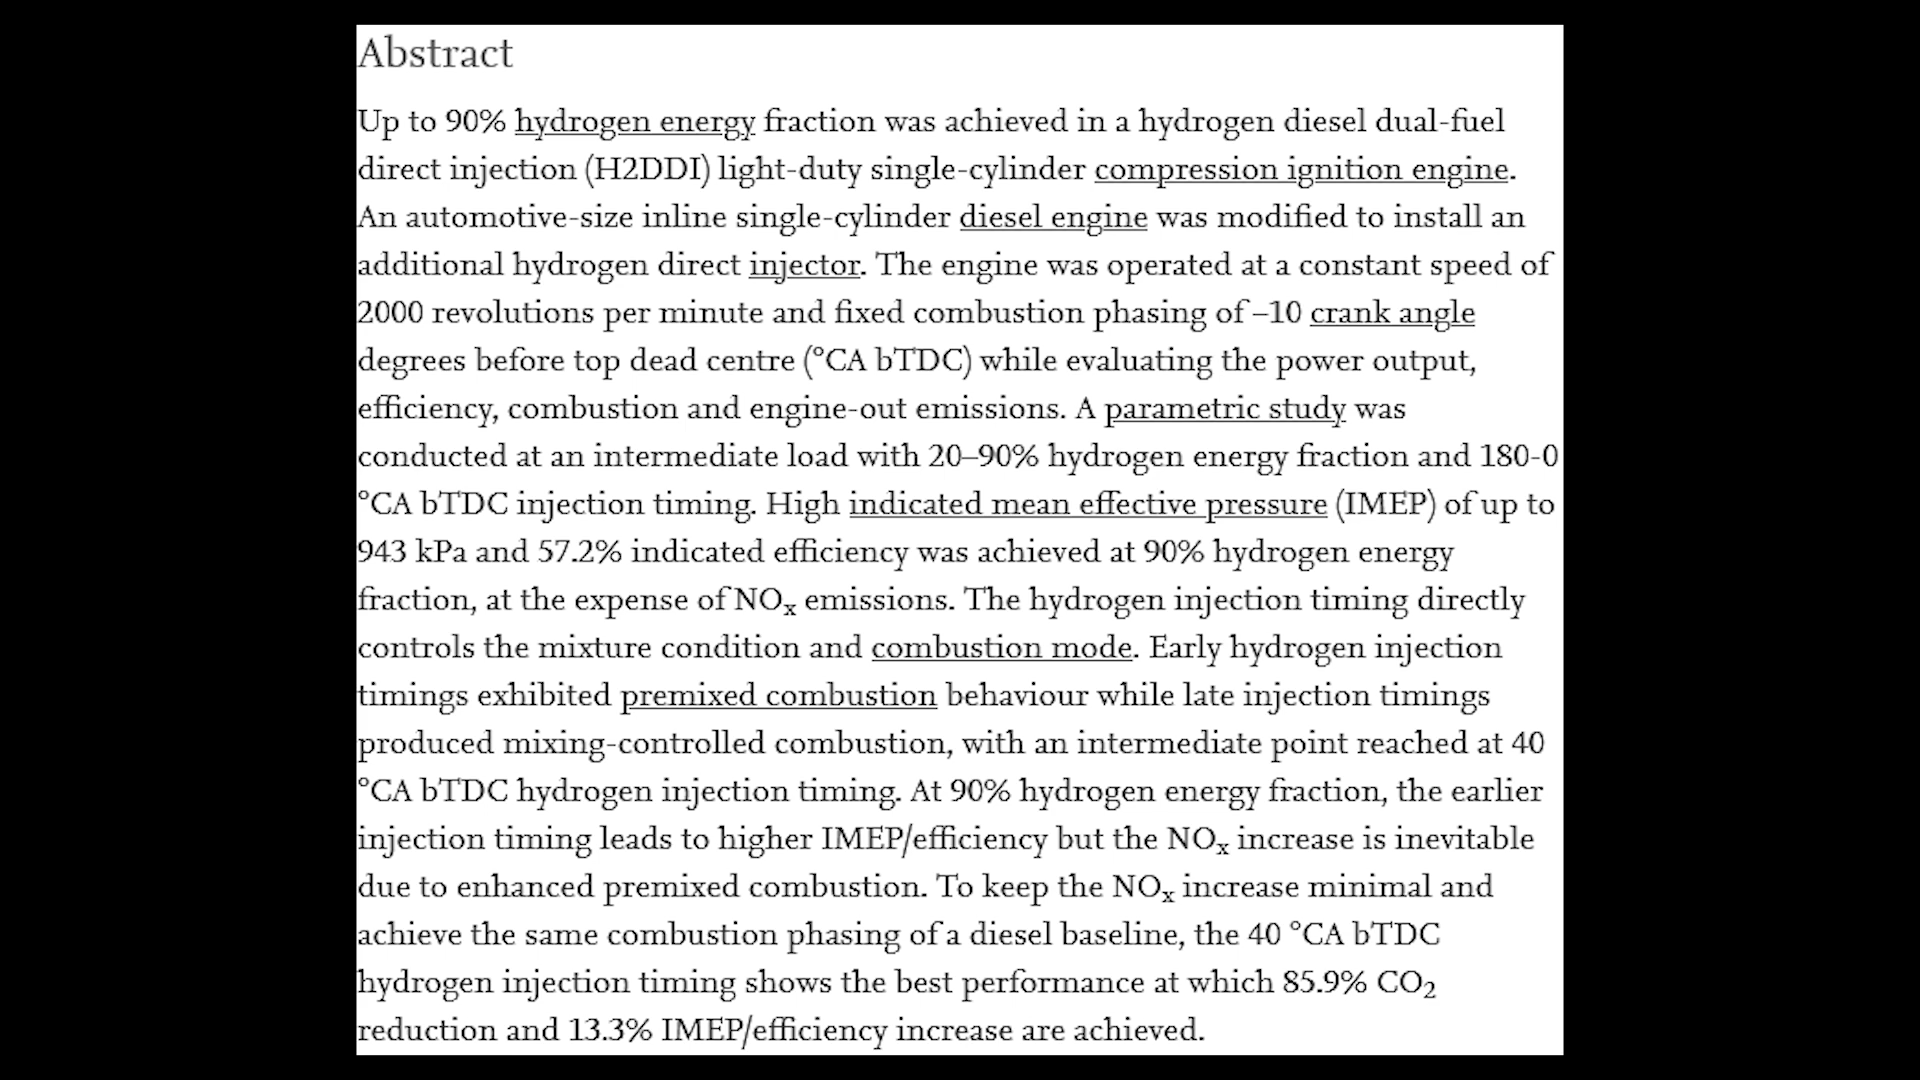 Abstract
Up to 90% hydrogen energy fraction was achieved in a hydrogen diesel dual-fuel
direct injection (H2DDI) light-duty single-cylinder compression ignition engine.
An automotive-size inline single-cylinder diesel engine was modified to install an
additional hydrogen direct injector. The engine was operated at a constant speed of
2000 revolutions per minute and fixed combustion phasing of –10 crank angle
degrees before top dead centre (°CA bTDC) while evaluating the power output,
efficiency, combustion and engine-out emissions. A parametric study was
conducted at an intermediate load with 20–90% hydrogen energy fraction and 180-0
°CA bTDC injection timing. High indicated mean effective pressure (IMEP) of up to
943 kPa and 57.2% indicated efficiency was achieved at 90% hydrogen energy
fraction, at the expense of NOx emissions. The hydrogen injection timing directly
controls the mixture condition and combustion mode. Early hydrogen injection
timings exhibited premixed combustion behaviour while late injection timings
produced mixing-controlled combustion, with an intermediate point reached at 40
°CA bTDC hydrogen injection timing. At 90% hydrogen energy fraction, the earlier
injection timing leads to higher IMEP/efficiency but the NOx increase is inevitable
due to enhanced premixed combustion. To keep the NOx increase minimal and
achieve the same combustion phasing of a diesel baseline, the 40 °CA bTDC
hydrogen injection timing shows the best performance at which 85.9% CO2
reduction and 13.3% IMEP/efficiency increase are achieved.